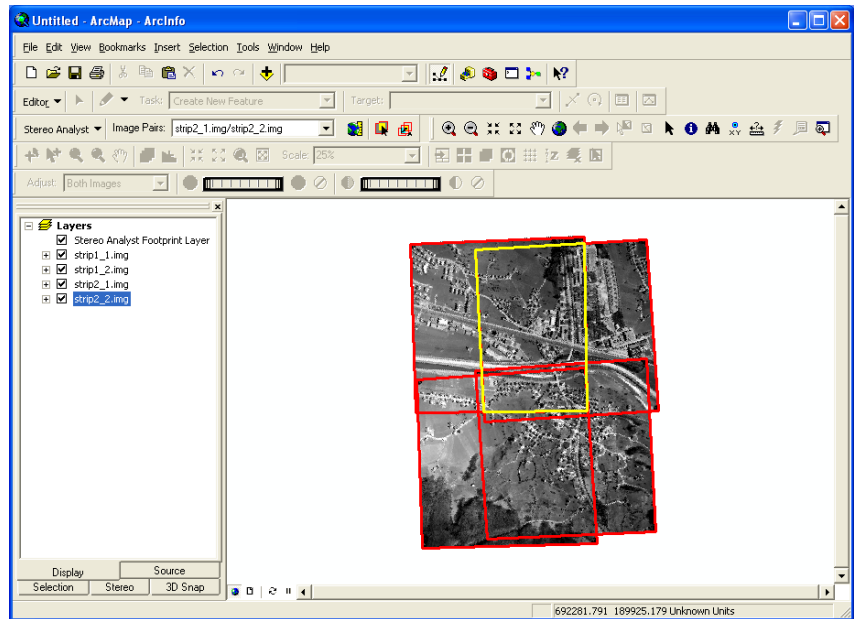 Untitled - ArcMap - ArcInfo
File Edit View Bookmarks Insert Selection Tools Window Help
Editor Task: Create New Feature Target:
Stereo Analyst Image Pairs: strip2_1.img/strip2_2.img
Scale: 25%
Adjust: Both Images
Layers
Stereo Analyst Footprint Layer
strip1_1.img
strip1_2.img
strip2_1.img
strip2_2.img
Display Source
Selection Stereo 3D Snap
692281.791 189925.179 Unknown Units